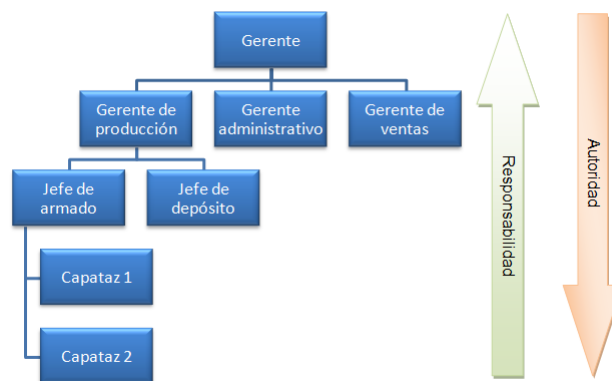 Gerente
Gerente de
producción
Gerente
administrativo
Gerente de
ventas
Jefe de
armado
Jefe de
depósito
Capataz 1
Capataz 2
Responsabilidad
Autoridad